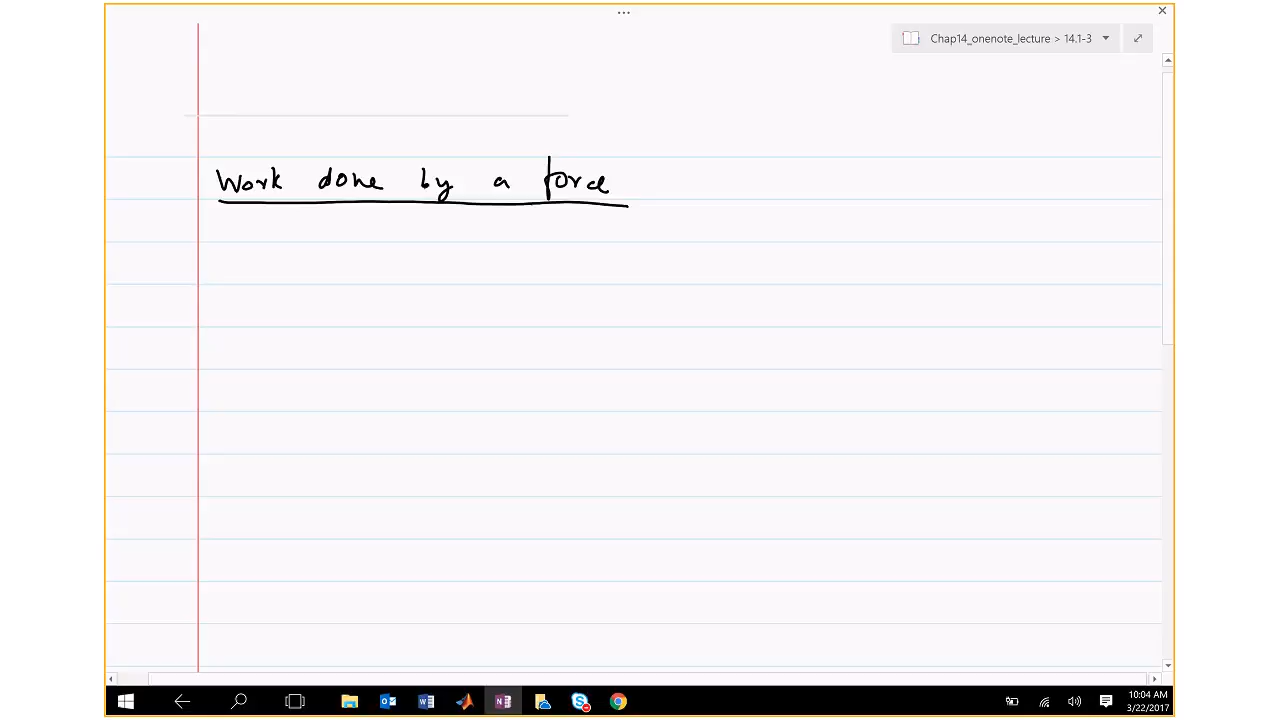 ...
Chap14_onenote_lecture > 14.1-3
Work done by a force
10:04 AM
3/22/2017